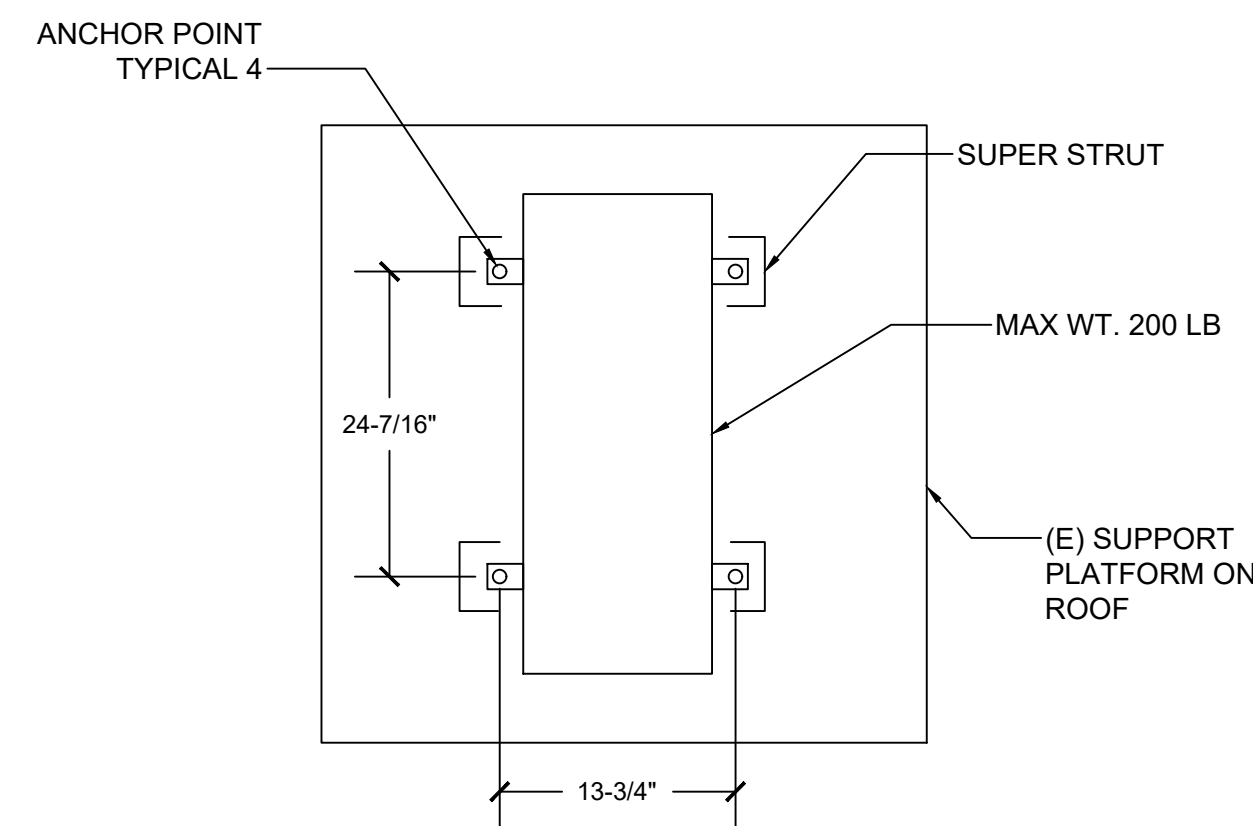 ANCHOR POINT
TYPICAL 4
SUPER STRUT
MAX WT. 200 LB
24-7/16"
(E) SUPPORT
PLATFORM ON
ROOF
13-3/4"